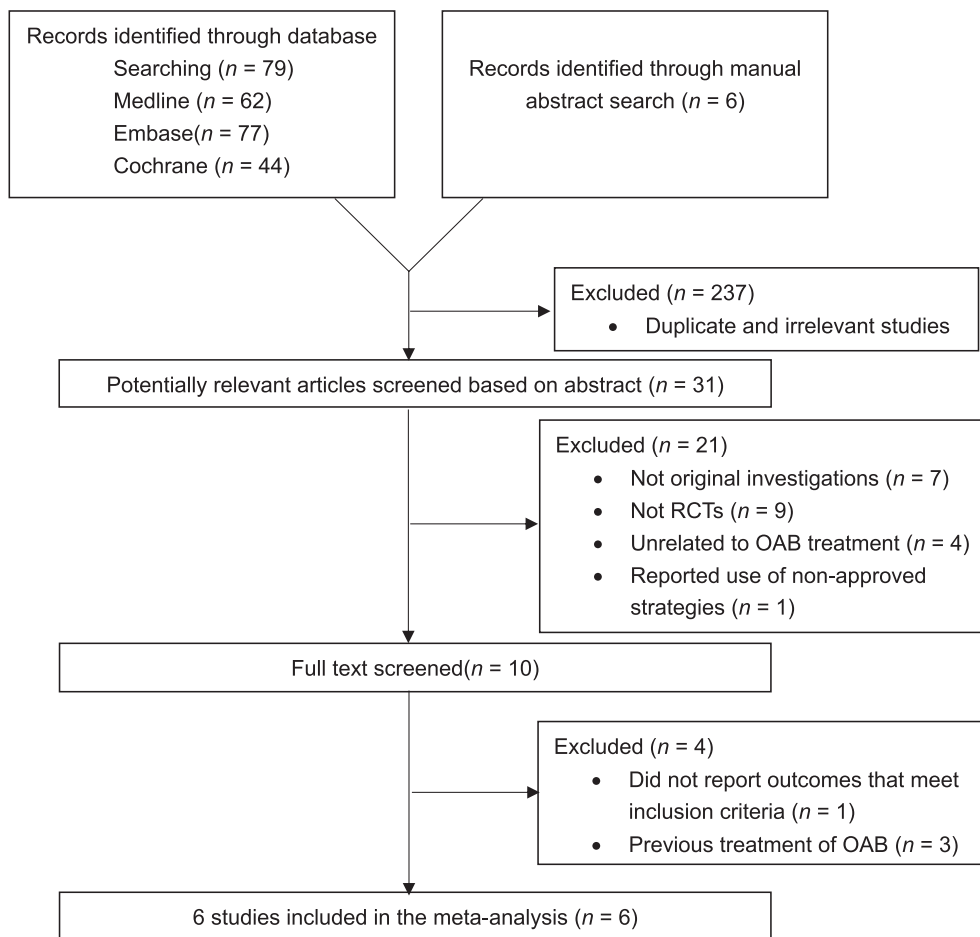 Records identified through database
Searching (n = 79)
Medline (n = 62)
Embase(n = 77)
Cochrane (n = 44)
Records identified through manual
abstract search (n = 6)
Excluded (n = 237)
• Duplicate and irrelevant studies
Potentially relevant articles screened based on abstract (n = 31)
Excluded (n = 21)
• Not original investigations (n = 7)
• Not RCTs (n = 9)
• Unrelated to OAB treatment (n = 4)
• Reported use of non-approved
strategies (n = 1)
Full text screened(n = 10)
Excluded (n = 4)
• Did not report outcomes that meet
inclusion criteria (n = 1)
• Previous treatment of OAB (n = 3)
6 studies included in the meta-analysis (n = 6)